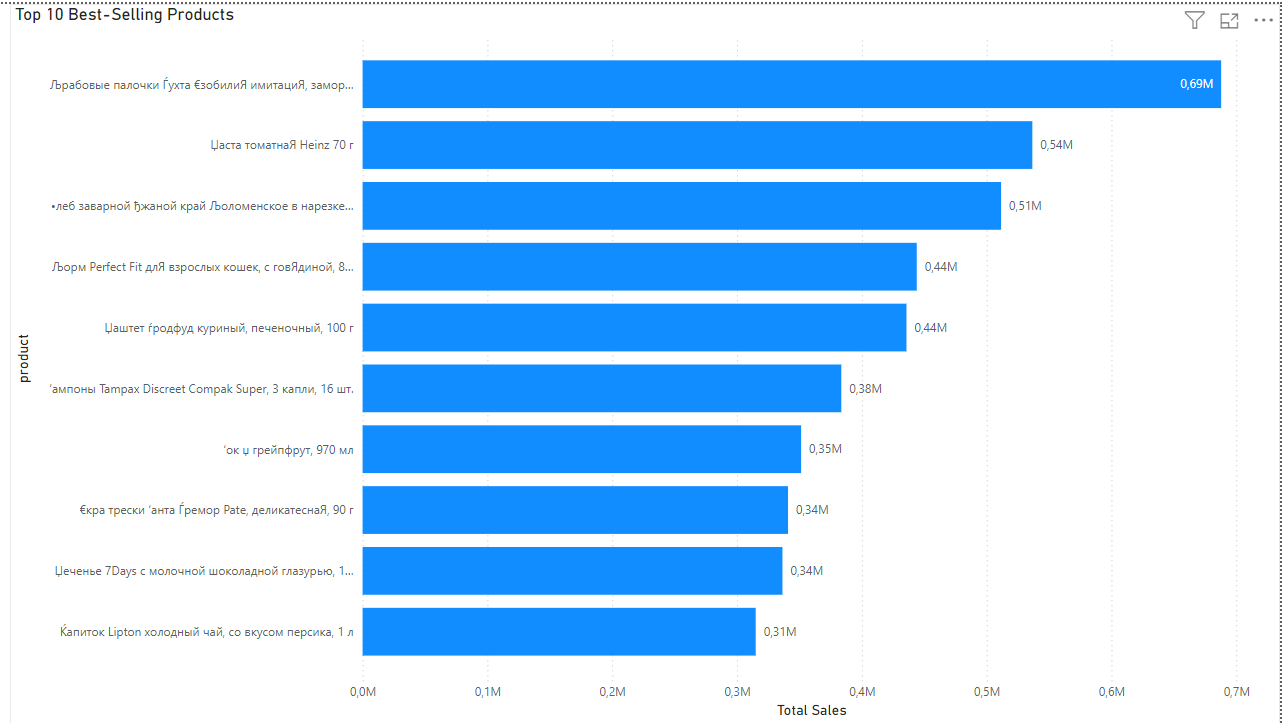 Top 10 Best-Selling Products
Љрабовые палочки Ѓухта €зобилиЯ имитациЯ, замор...
0,69M
Џаста томатнаЯ Heinz 70 г
0,54M
•леб заварной ђжаной край Љоломенское в нарезке...
0,51M
Љорм Perfect Fit длЯ взрослых кошек, с говЯдиной, 8...
0,44M
Џаштет ѓродфуд куриный, печеночный, 100 г
0,44M
‘ампоны Tampax Discreet Compak Super, 3 капли, 16 шт.
0,38M
‘ок џ грейпфрут, 970 мл
0,35M
€кра трески ‘анта Ѓремор Pate, деликатеснаЯ, 90 г
0,34M
Џеченье 7Days с молочной шоколадной глазурью, 1...
0,34M
Ќапиток Lipton холодный чай, со вкусом персика, 1 л
0,31M
product
0,0M 0,1M 0,2M 0,3M 0,4M 0,5M 0,6M 0,7M
Total Sales